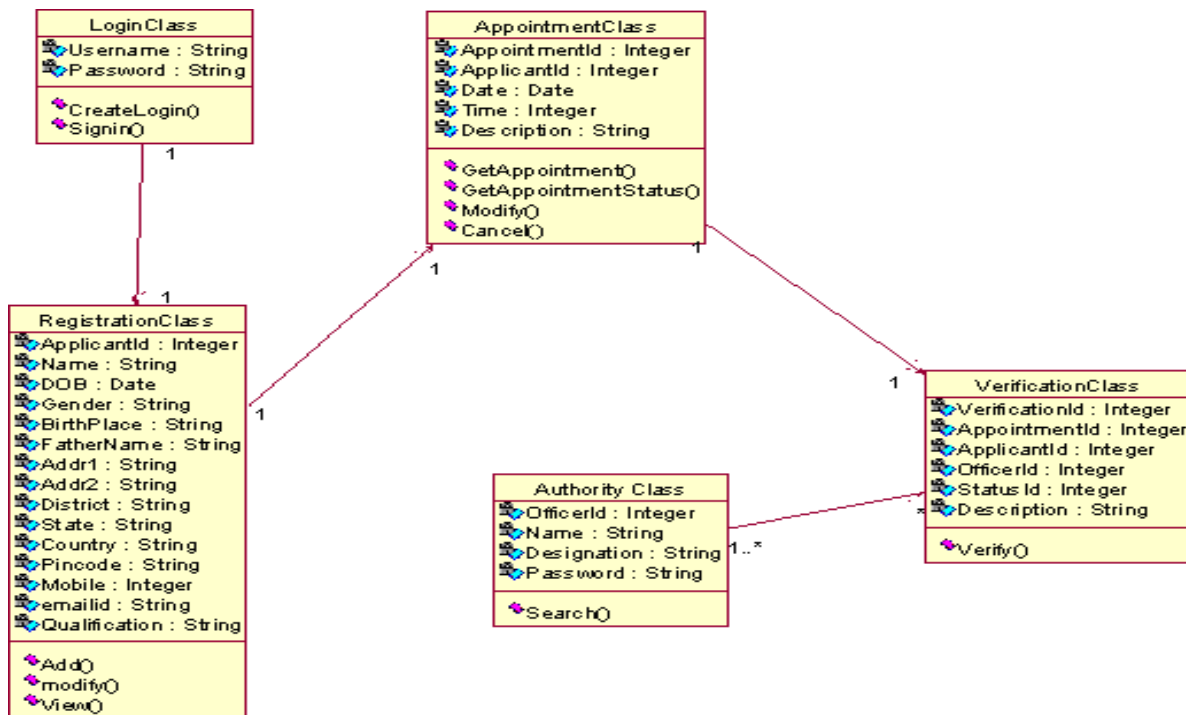 LoginClass
Username : String
Password : String
CreateLogin()
Signin()
1
1
AppointmentClass
AppointmentId : Integer
ApplicantId : Integer
Date : Date
Time : Integer
Description : String
GetAppointment()
GetAppointmentStatus()
Modify()
Cancel()
1
1
RegistrationClass
ApplicantId : Integer
Name : String
DOB : Date
Gender : String
BirthPlace : String
FatherName : String
Addr1 : String
Addr2 : String
District : String
State : String
Country : String
Pincode : String
Mobile : Integer
emailid : String
Qualification : String
Add()
modify()
View()
1
1
VerificationClass
VerificationId : Integer
AppointmentId : Integer
ApplicantId : Integer
OfficerId : Integer
StatusId : Integer
Description : String
Verify()
*
Authority Class
OfficerId : Integer
Name : String
Designation : String
Password : String
Search()
1..*